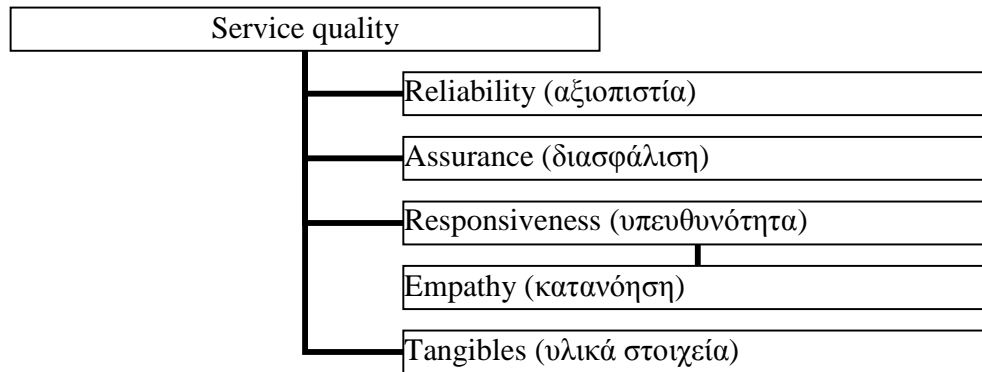 Service quality
Reliability (αξιοπιστία)
Assurance (διασφάλιση)
Responsiveness (υπευθυνότητα)
Empathy (κατανόηση)
Tangibles (υλικά στοιχεία)